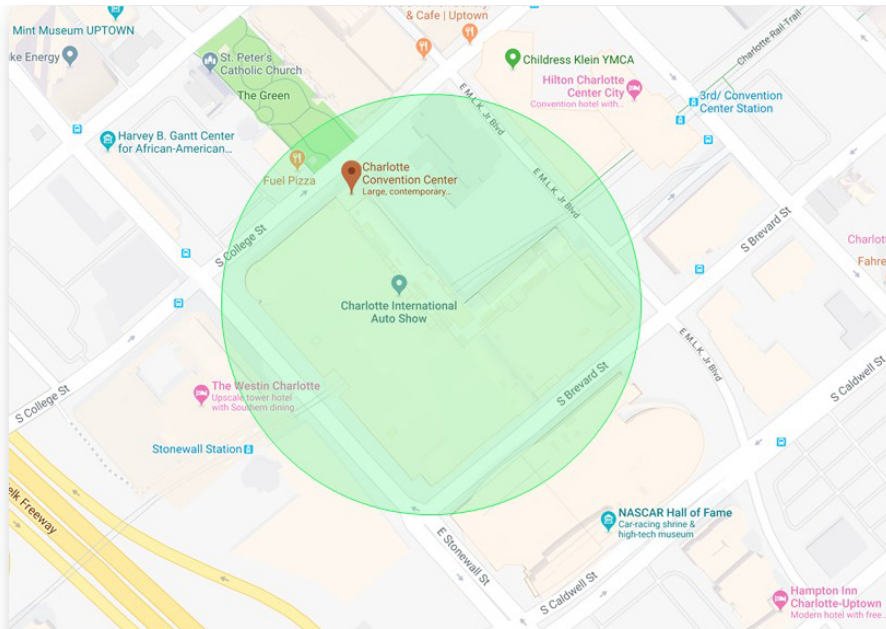 Mint Museum UPTOWN
& Cafe | Uptown
Charlotte Rail-Trail
ke Energy
St. Peter's
Catholic Church
Childress Klein YMCA
The Green
Hilton Charlotte
Center City
Convention hotel with...
E M.L.K. Jr Blvd
3rd/ Convention
Center Station
Harvey B. Gantt Center
for African-American...
Charlotte
Convention Center
Large, contemporary...
Fuel Pizza
E M.L.K. Jr Blvd
S College St
S Brevard St
Charlot
Fahre
Charlotte International
Auto Show
E M.L.K. Jr Blvd
S College St
The Westin Charlotte
Upscale tower hotel
with Southern dining
S Brevard St
S Caldwell St
Stonewall Station
elk Freeway
NASCAR Hall of Fame
Car-racing shrine &
high-tech museum
E Stonewall St
S Caldwell St
Hampton Inn
Charlotte-Uptown
Modern hotel with free...